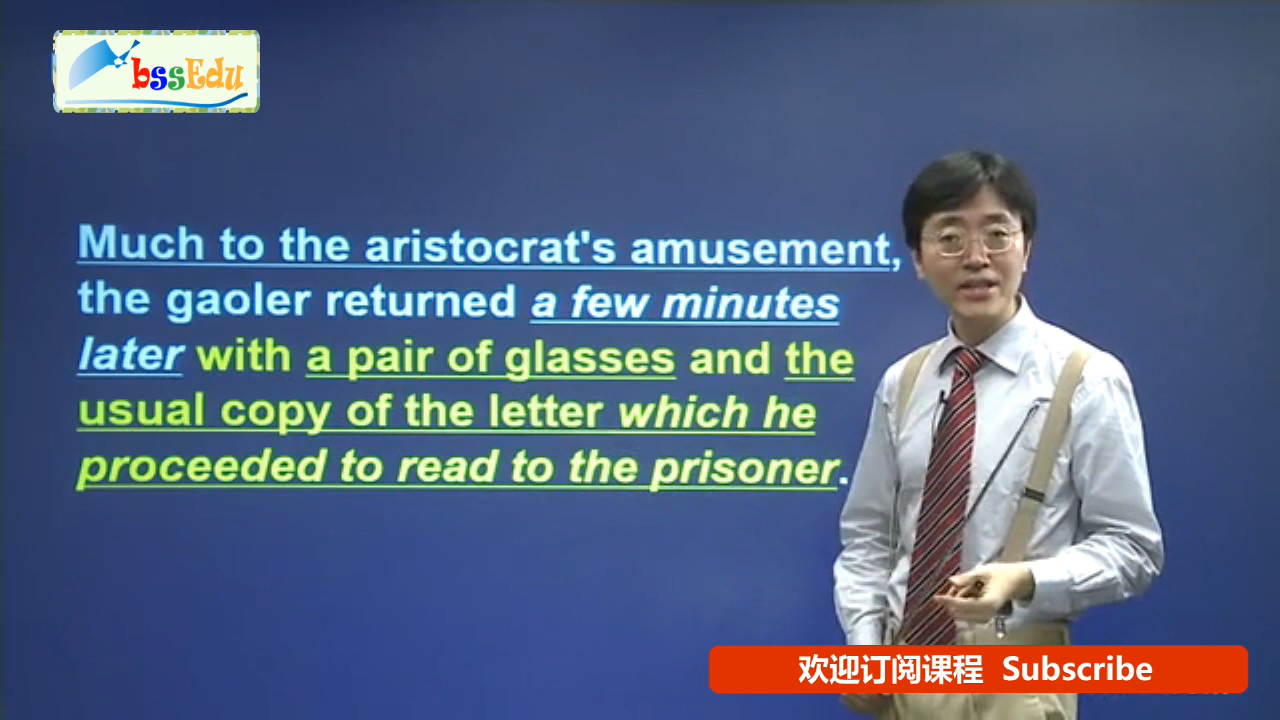 bssEdu
Much to the aristocrat's amusement,
the gaoler returned a few minutes
later with a pair of glasses and the
usual copy of the letter which he
proceeded to read to the prisoner.
欢迎订阅课程 Subscribe